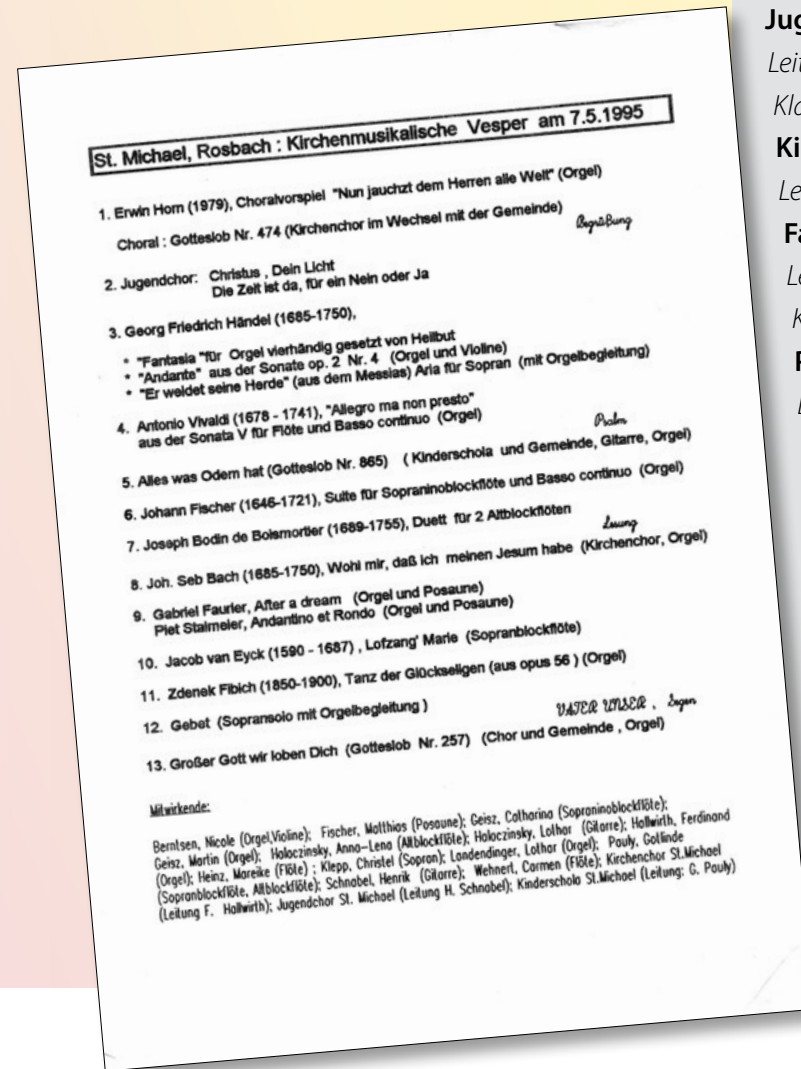 St. Michael, Rosbach : Kirchenmusikalische Vesper am 7.5.1995
1. Erwin Horn (1979), Choralvorspiel "Nun jauchzt dem Herren alle Welt" (Orgel)
Choral : Gotteslob Nr. 474 (Kirchenchor im Wechsel mit der Gemeinde)
Begrüßung
2. Jugendchor: Christus , Dein Licht
Die Zeit ist da, für ein Nein oder Ja
3. Georg Friedrich Händel (1685-1750),
* "Fantasia "für Orgel vierhändig gesetzt von Heilbut
* "Andante" aus der Sonate op. 2 Nr. 4 (Orgel und Violine)
* "Er weidet seine Herde" (aus dem Messias) Aria für Sopran (mit Orgelbegleitung)
4. Antonio Vivaldi (1678 - 1741), "Allegro ma non presto"
aus der Sonata V für Flöte und Basso continuo (Orgel)
Psalm
5. Alles was Odem hat (Gotteslob Nr. 865) ( Kinderschola und Gemeinde, Gitarre, Orgel)
6. Johann Fischer (1646-1721), Suite für Sopraninoblockflöte und Basso continuo (Orgel)
7. Joseph Bodin de Boismortier (1689-1755), Duett für 2 Altblockflöten
Lesung
8. Joh. Seb Bach (1685-1750), Wohl mir, daß ich meinen Jesum habe (Kirchenchor, Orgel)
9. Gabriel Faurier, After a dream (Orgel und Posaune)
Piet Stalmeier, Andantino et Rondo (Orgel und Posaune)
10. Jacob van Eyck (1590 - 1687) , Lofzang' Marie (Sopranblockflöte)
11. Zdenek Fibich (1850-1900), Tanz der Glückseligen (aus opus 56 ) (Orgel)
12. Gebet (Sopransolo mit Orgelbegleitung )
VATER UNSER , Segen
13. Großer Gott wir loben Dich (Gotteslob Nr. 257) (Chor und Gemeinde , Orgel)
Mitwirkende:
Berntsen, Nicole (Orgel,Violine); Fischer, Matthias (Posaune); Geisz, Catharina (Sopraninoblockflöte);
Geisz, Martin (Orgel); Haloczinsky, Anna-Lena (Altblockflöte); Haloczinsky, Lothar (Gitarre); Hallwirth, Ferdinand
(Orgel); Heinz, Mareike (Flöte) ; Klepp, Christel (Sopran); Landendinger, Lothar (Orgel); Pauly, Gotlinde
(Sopranblockflöte, Altblockflöte); Schnabel, Henrik (Gitarre); Wehnert, Carmen (Flöte); Kirchenchor St.Michael
(Leitung F. Hallwirth); Jugendchor St. Michael (Leitung H. Schnabel); Kinderschola St.Michael (Leitung: G. Pauly)